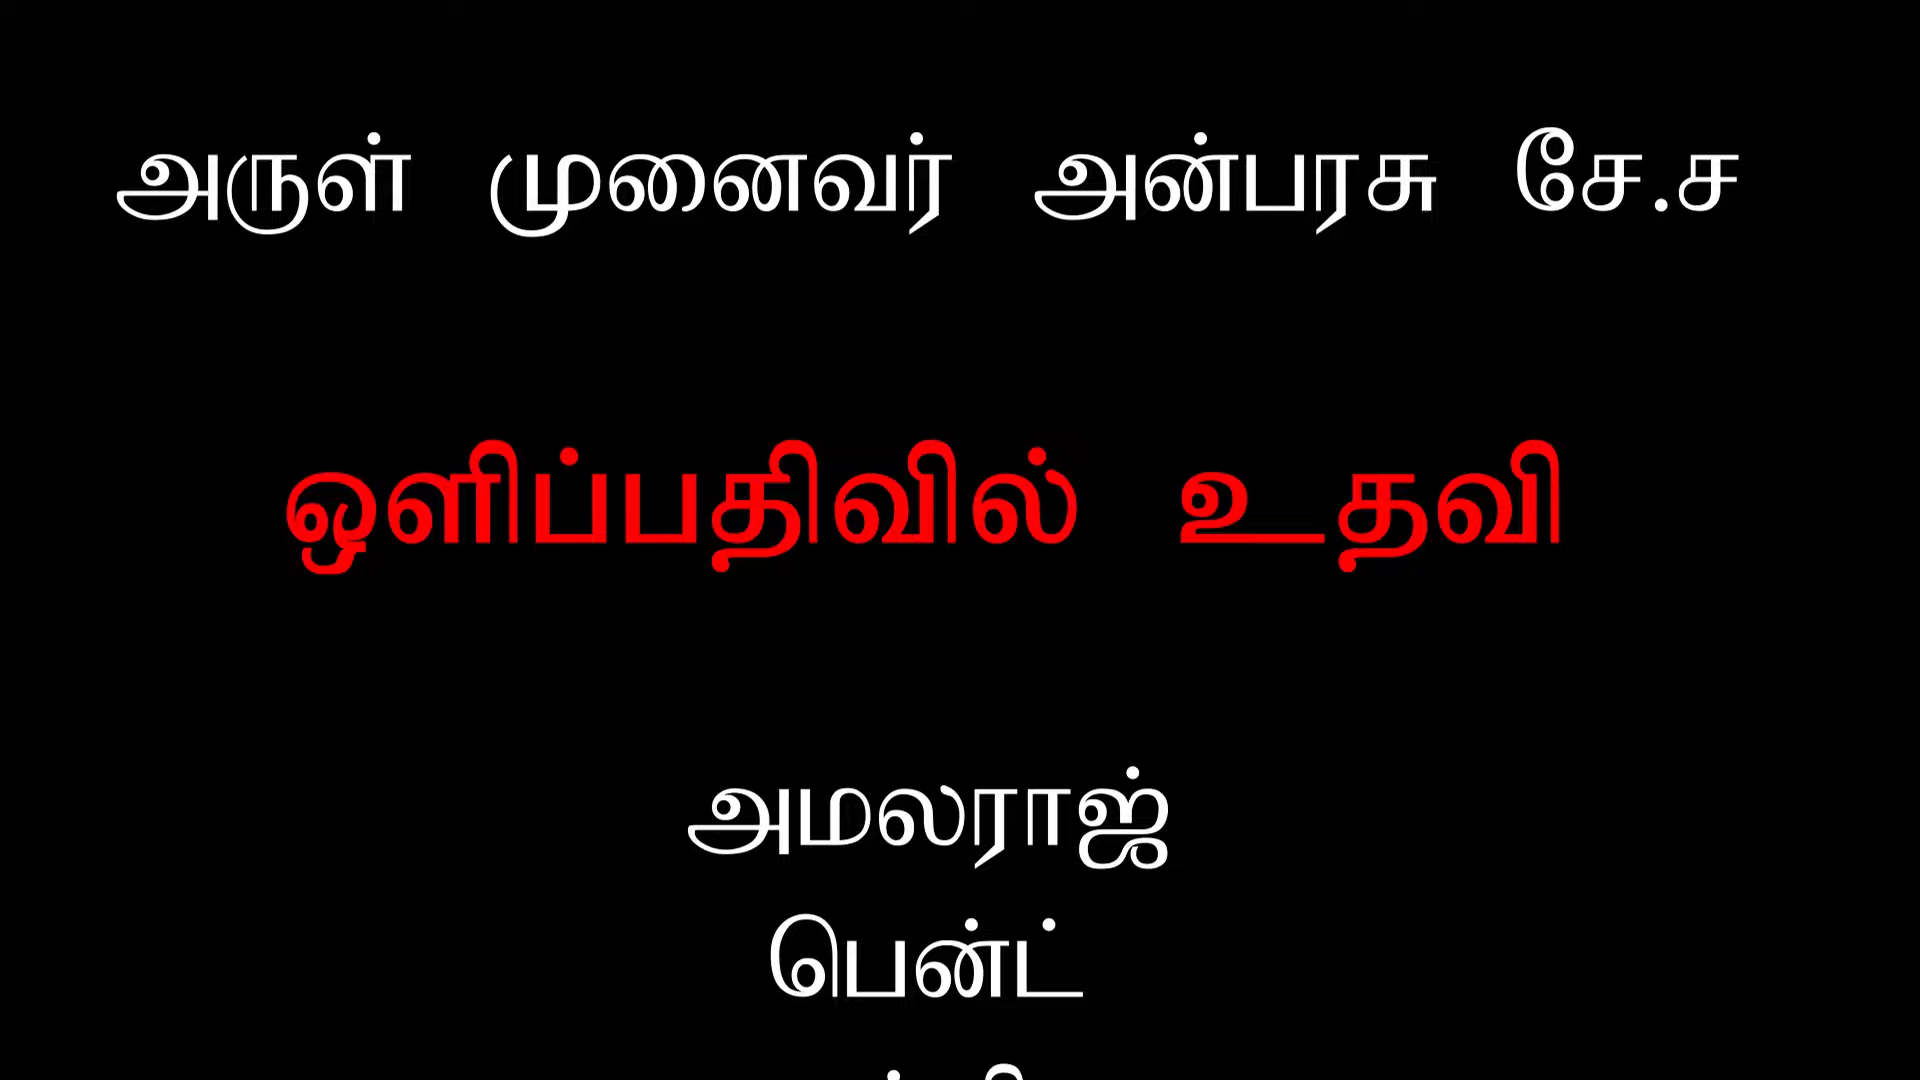 அருள் முனைவர் அன்பரசு சே.ச
ஒளிப்பதிவில் உதவி
அமலராஜ்
பென்ட்